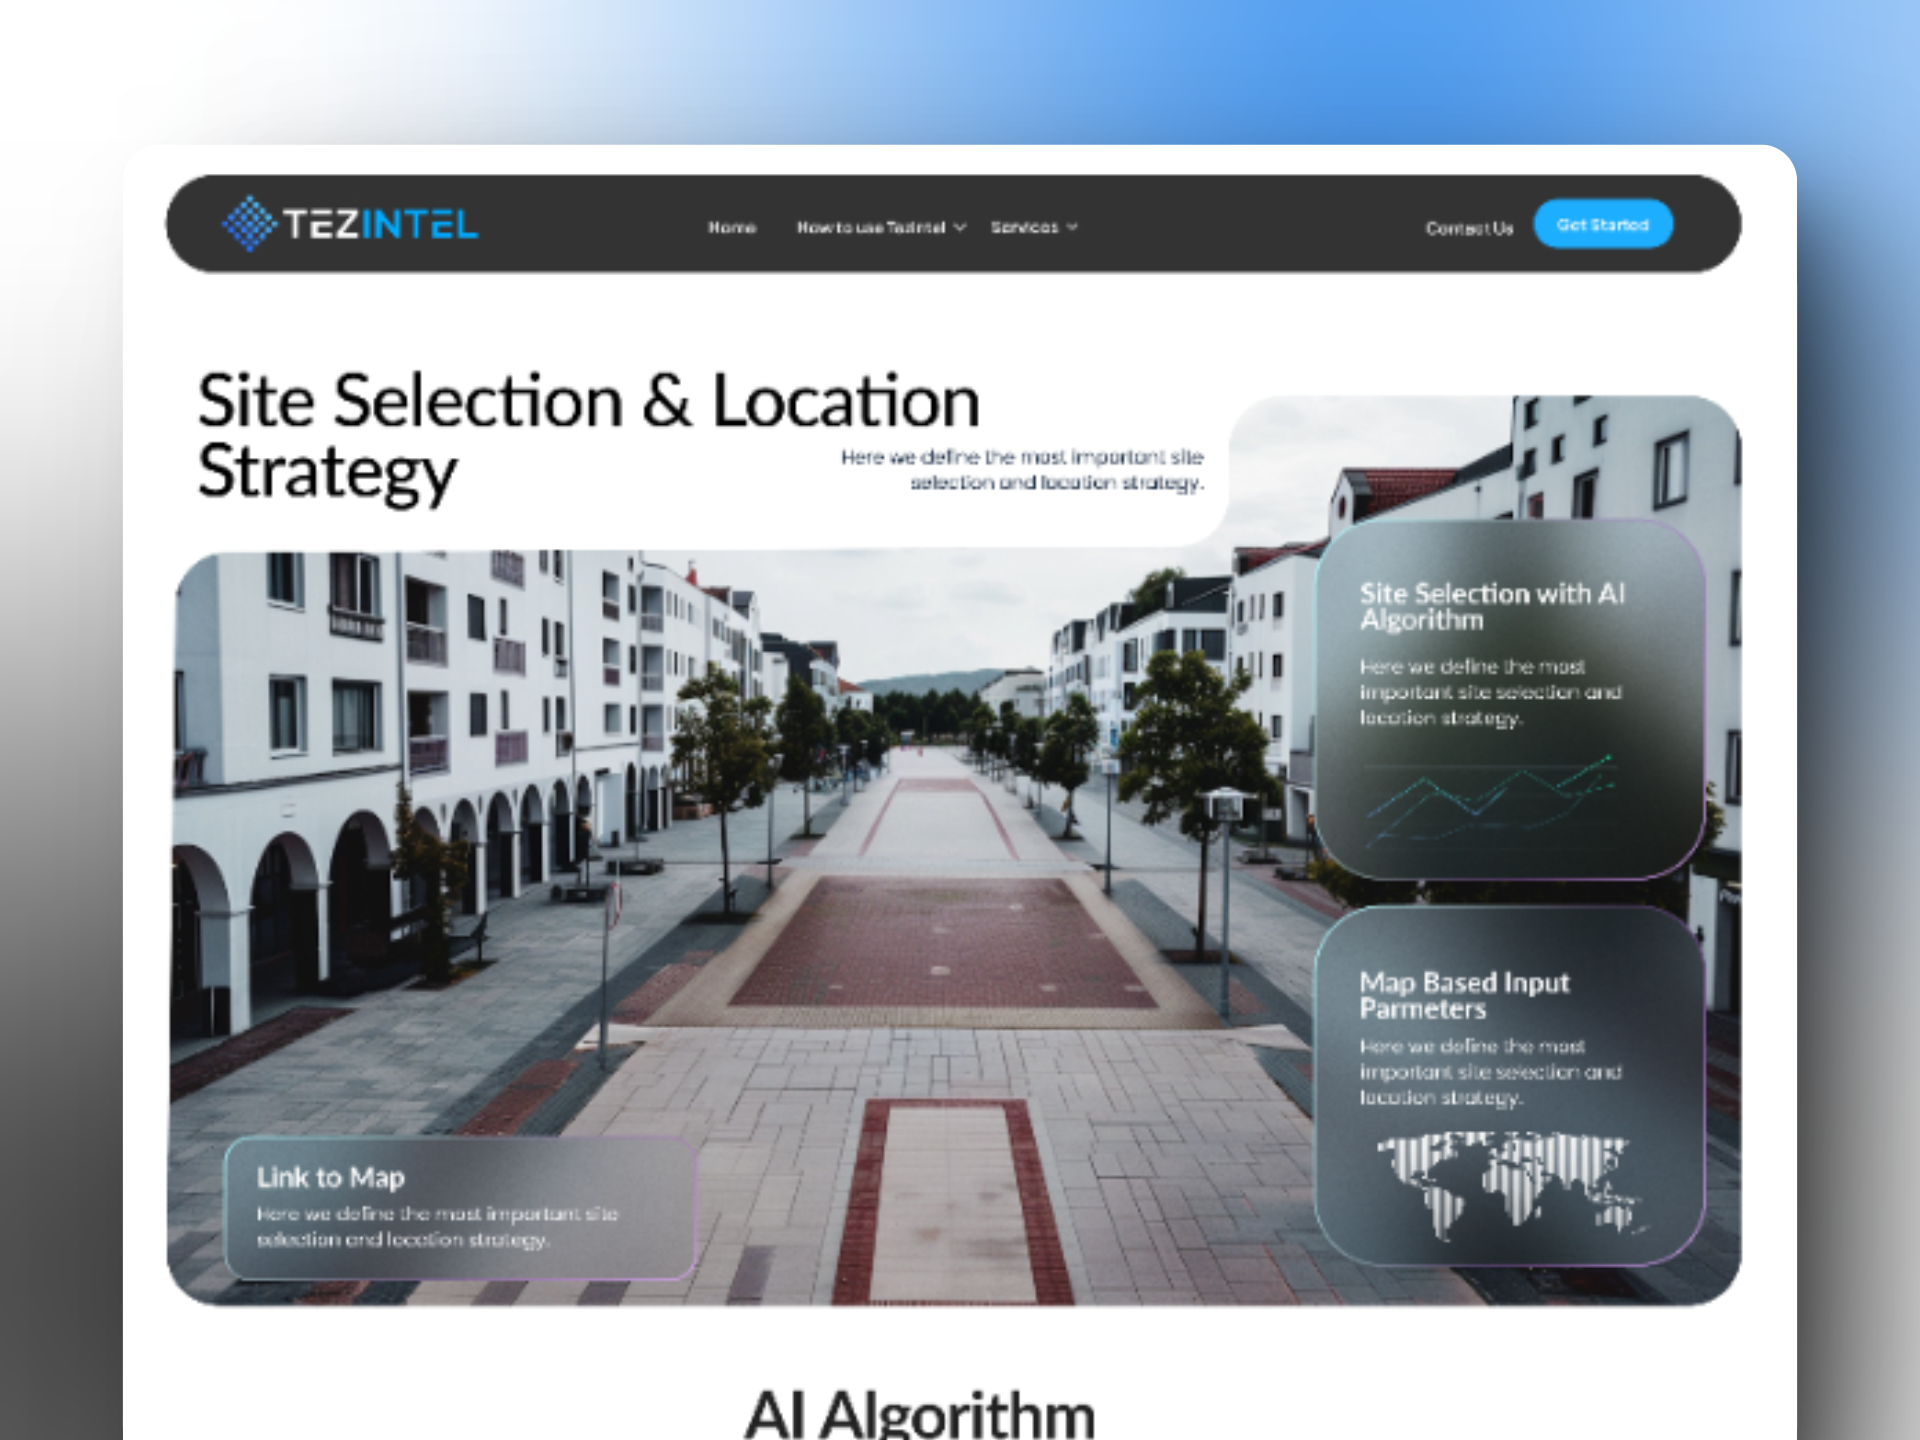 TEZINTEL
Home
How to use Tezintel
Services
Contact Us
Get Started
Site Selection & Location
Strategy
Here we define the most important site
selection and location strategy.
Site Selection with AI
Algorithm
Here we define the most
important site selection and
location strategy.
Map Based Input
Parmeters
Here we define the most
important site selection and
location strategy.
Link to Map
Here we define the most important site
selection and location strategy.
AI Algorithm